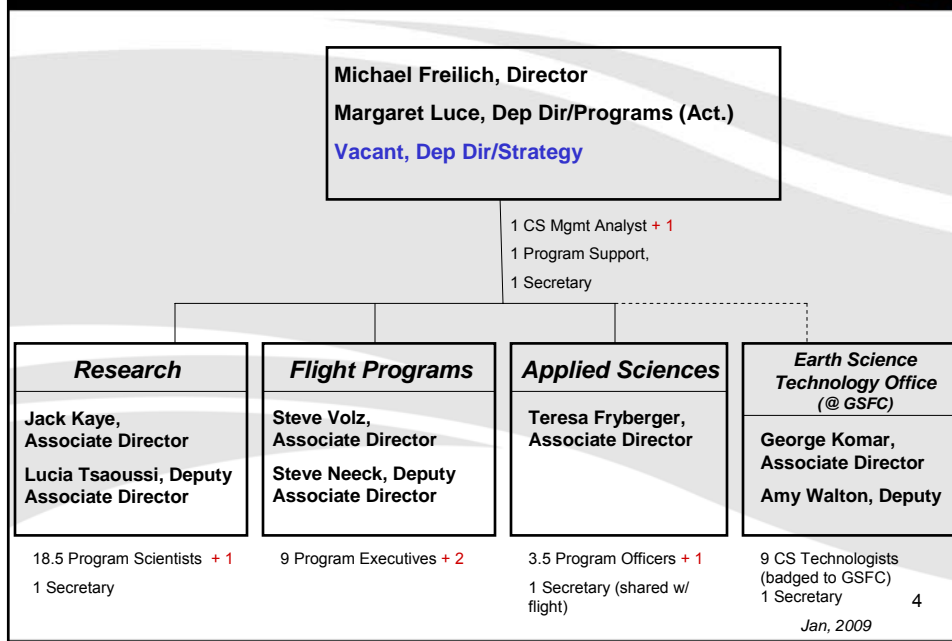 Michael Freilich, Director
Margaret Luce, Dep Dir/Programs (Act.)
Vacant, Dep Dir/Strategy
1 CS Mgmt Analyst + 1
1 Program Support,
1 Secretary
Research
Jack Kaye,
Associate Director
Lucia Tsaoussi, Deputy
Associate Director
18.5 Program Scientists + 1
1 Secretary
Flight Programs
Steve Volz,
Associate Director
Steve Neeck, Deputy
Associate Director
9 Program Executives + 2
Applied Sciences
Teresa Fryberger,
Associate Director
3.5 Program Officers + 1
1 Secretary (shared w/
flight)
Earth Science
Technology Office
(@ GSFC)
George Komar,
Associate Director
Amy Walton, Deputy
9 CS Technologists
(badged to GSFC)
1 Secretary
4
Jan, 2009